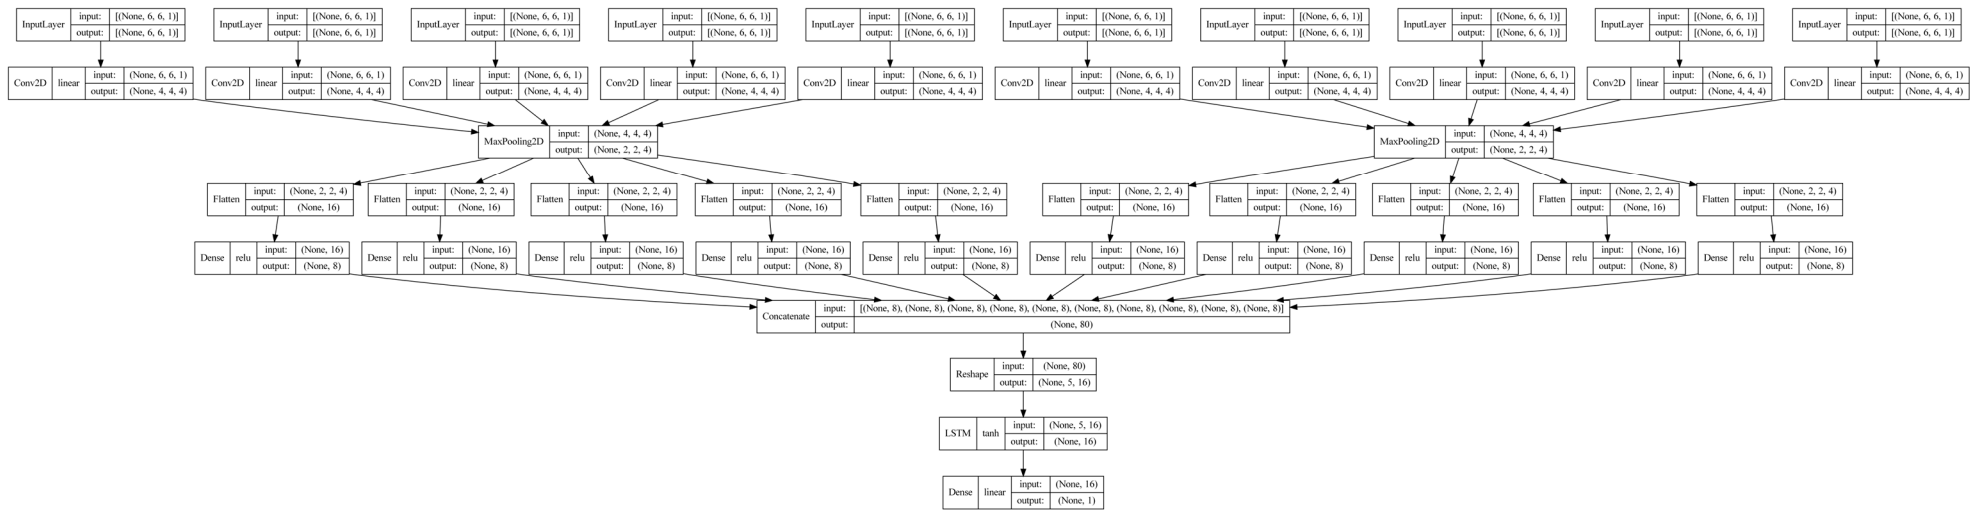 InputLayer input: [(None, 6, 6, 1)] output: [(None, 6, 6, 1)]
InputLayer input: [(None, 6, 6, 1)] output: [(None, 6, 6, 1)]
InputLayer input: [(None, 6, 6, 1)] output: [(None, 6, 6, 1)]
InputLayer input: [(None, 6, 6, 1)] output: [(None, 6, 6, 1)]
InputLayer input: [(None, 6, 6, 1)] output: [(None, 6, 6, 1)]
InputLayer input: [(None, 6, 6, 1)] output: [(None, 6, 6, 1)]
InputLayer input: [(None, 6, 6, 1)] output: [(None, 6, 6, 1)]
InputLayer input: [(None, 6, 6, 1)] output: [(None, 6, 6, 1)]
InputLayer input: [(None, 6, 6, 1)] output: [(None, 6, 6, 1)]
InputLayer input: [(None, 6, 6, 1)] output: [(None, 6, 6, 1)]
Conv2D linear input: (None, 6, 6, 1) output: (None, 4, 4, 4)
Conv2D linear input: (None, 6, 6, 1) output: (None, 4, 4, 4)
Conv2D linear input: (None, 6, 6, 1) output: (None, 4, 4, 4)
Conv2D linear input: (None, 6, 6, 1) output: (None, 4, 4, 4)
Conv2D linear input: (None, 6, 6, 1) output: (None, 4, 4, 4)
Conv2D linear input: (None, 6, 6, 1) output: (None, 4, 4, 4)
Conv2D linear input: (None, 6, 6, 1) output: (None, 4, 4, 4)
Conv2D linear input: (None, 6, 6, 1) output: (None, 4, 4, 4)
Conv2D linear input: (None, 6, 6, 1) output: (None, 4, 4, 4)
Conv2D linear input: (None, 6, 6, 1) output: (None, 4, 4, 4)
MaxPooling2D input: (None, 4, 4, 4) output: (None, 2, 2, 4)
MaxPooling2D input: (None, 4, 4, 4) output: (None, 2, 2, 4)
Flatten input: (None, 2, 2, 4) output: (None, 16)
Flatten input: (None, 2, 2, 4) output: (None, 16)
Flatten input: (None, 2, 2, 4) output: (None, 16)
Flatten input: (None, 2, 2, 4) output: (None, 16)
Flatten input: (None, 2, 2, 4) output: (None, 16)
Flatten input: (None, 2, 2, 4) output: (None, 16)
Flatten input: (None, 2, 2, 4) output: (None, 16)
Flatten input: (None, 2, 2, 4) output: (None, 16)
Flatten input: (None, 2, 2, 4) output: (None, 16)
Flatten input: (None, 2, 2, 4) output: (None, 16)
Dense relu input: (None, 16) output: (None, 8)
Dense relu input: (None, 16) output: (None, 8)
Dense relu input: (None, 16) output: (None, 8)
Dense relu input: (None, 16) output: (None, 8)
Dense relu input: (None, 16) output: (None, 8)
Dense relu input: (None, 16) output: (None, 8)
Dense relu input: (None, 16) output: (None, 8)
Dense relu input: (None, 16) output: (None, 8)
Dense relu input: (None, 16) output: (None, 8)
Dense relu input: (None, 16) output: (None, 8)
Concatenate input: [(None, 8), (None, 8), (None, 8), (None, 8), (None, 8), (None, 8), (None, 8), (None, 8), (None, 8), (None, 8)] output: (None, 80)
Reshape input: (None, 80) output: (None, 5, 16)
LSTM tanh input: (None, 5, 16) output: (None, 16)
Dense linear input: (None, 16) output: (None, 1)